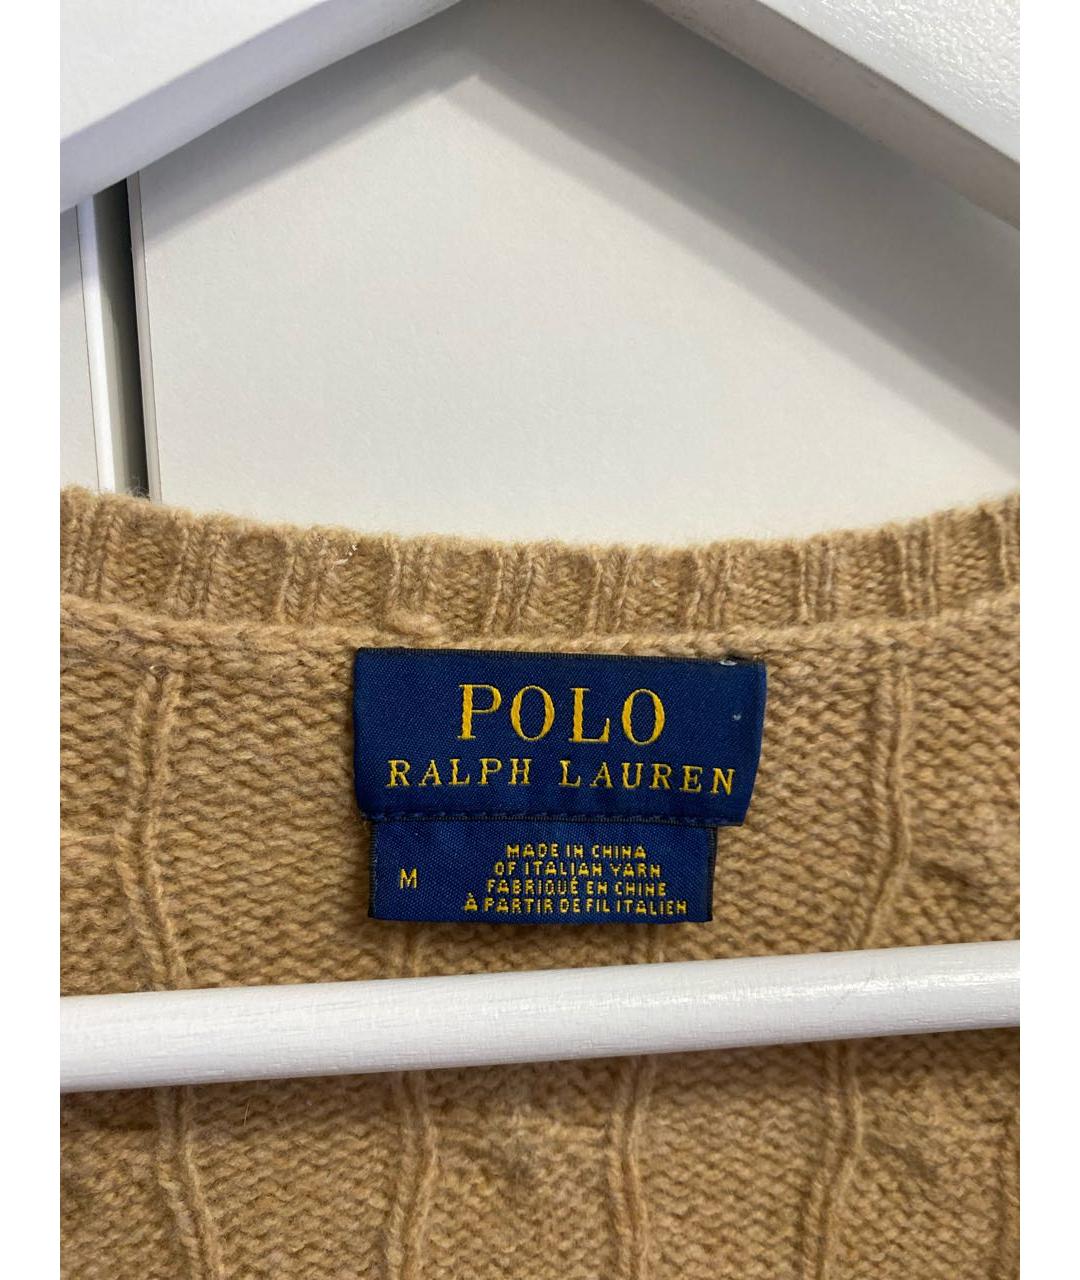 POLO
RALPH LAUREN
M
MADE IN CHINA
OF ITALIAN YARN
FABRIQUÉ EN CHINE
À PARTIR DE FIL ITALIEN